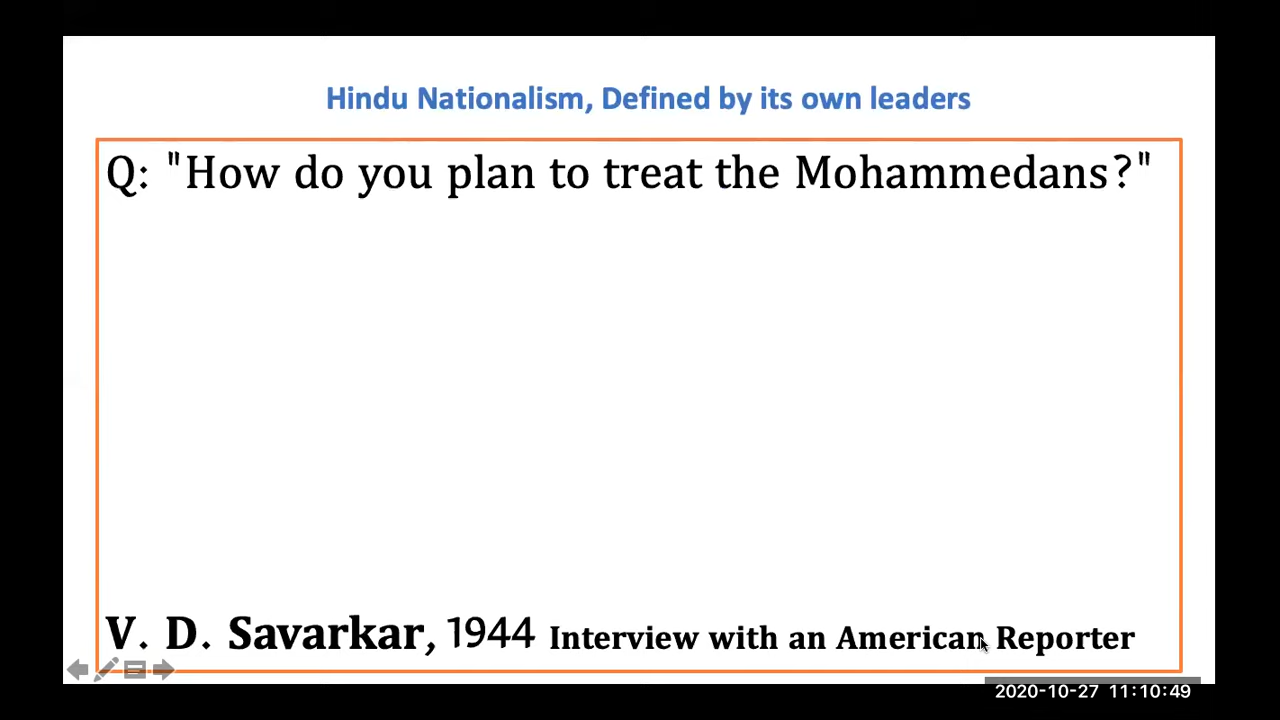 Hindu Nationalism, Defined by its own leaders
Q: "How do you plan to treat the Mohammedans?"
V. D. Savarkar, 1944 Interview with an American Reporter
2020-10-27 11:10:49